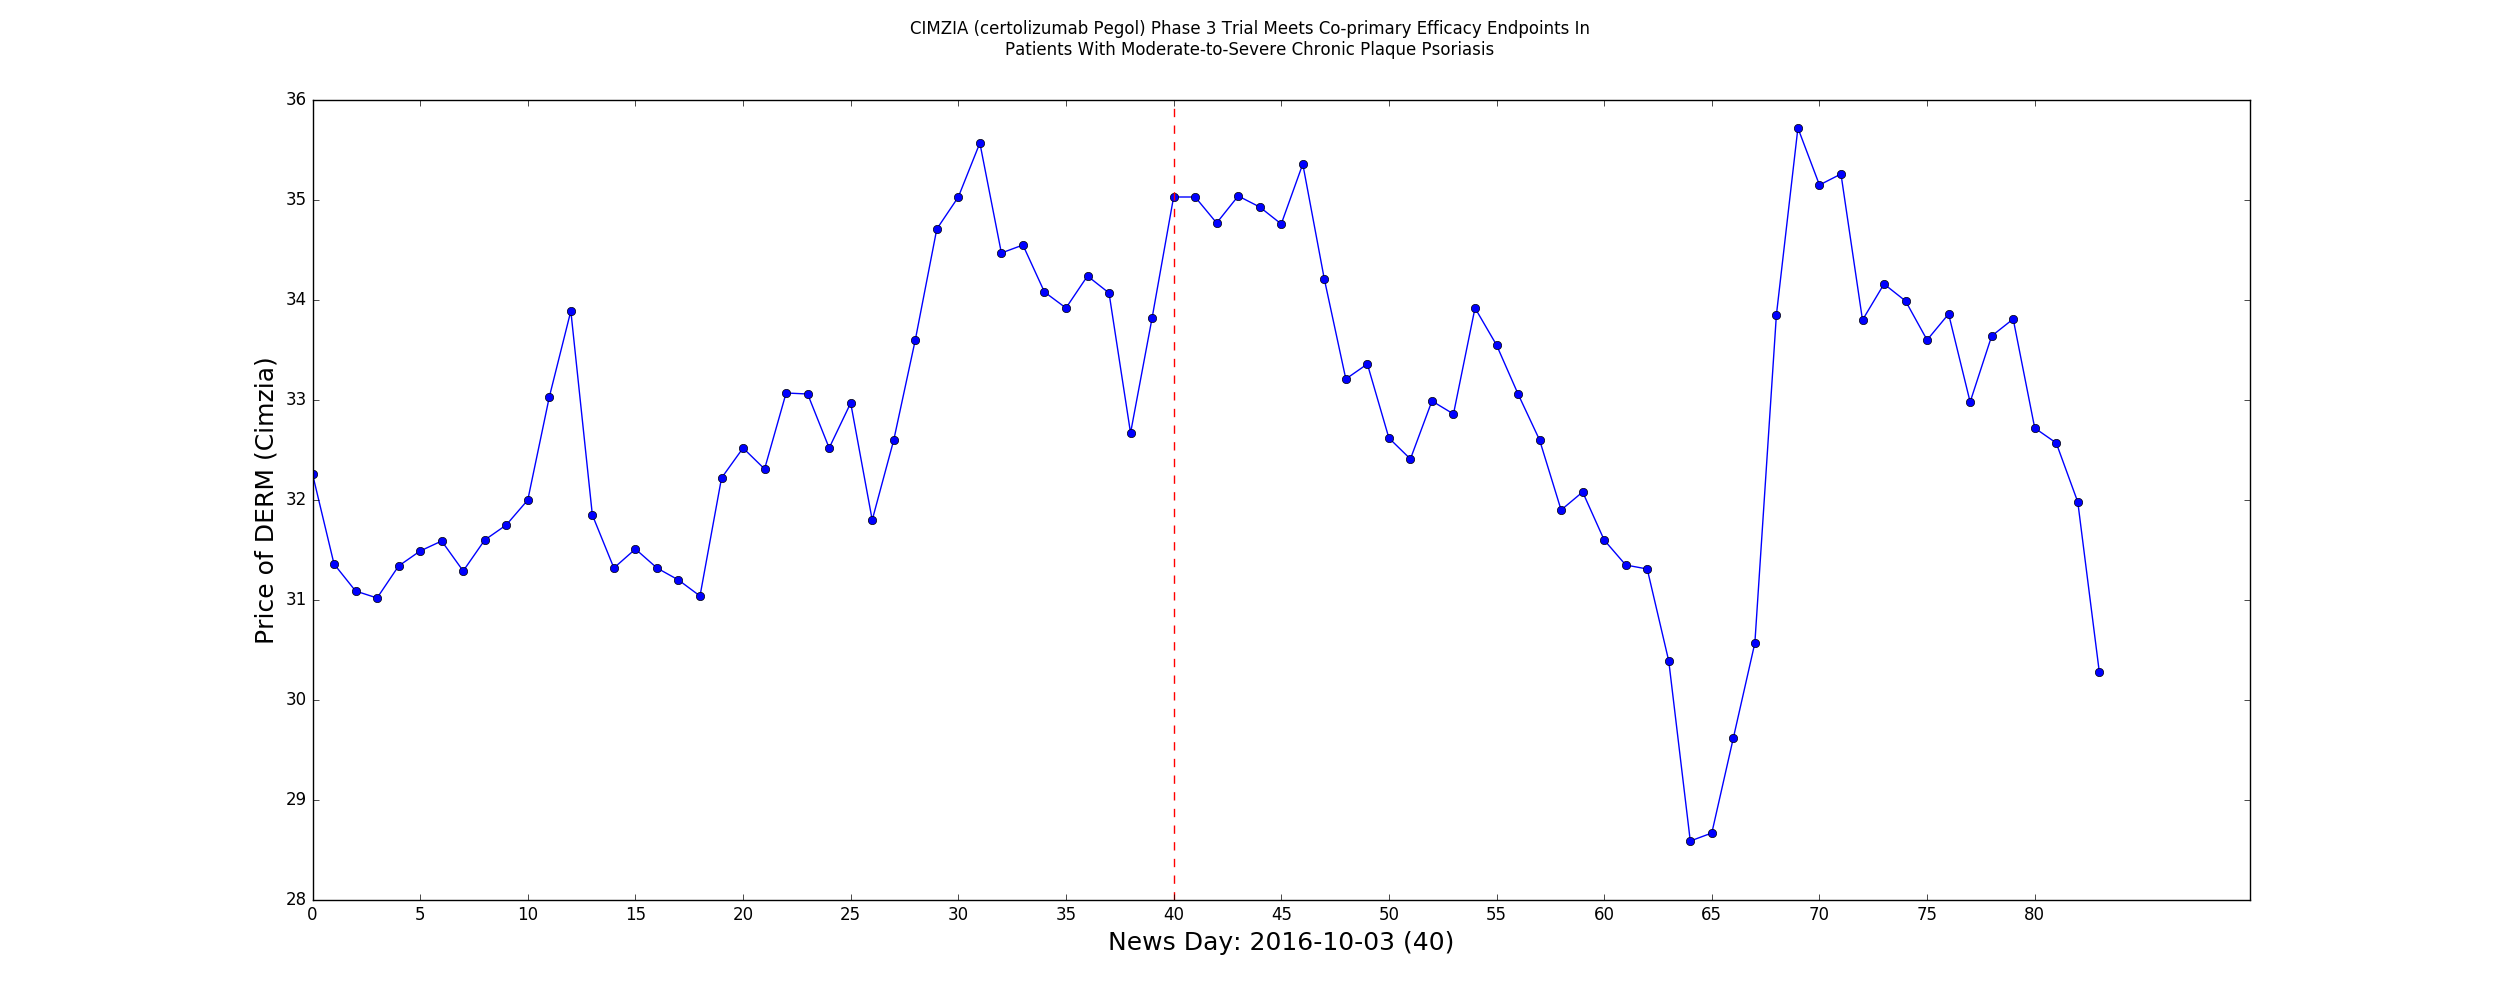 CIMZIA (certolizumab Pegol) Phase 3 Trial Meets Co-primary Efficacy Endpoints In
Patients With Moderate-to-Severe Chronic Plaque Psoriasis
Price of DERM (Cimzia)
36
35
34
33
32
31
30
29
28
0 5 10 15 20 25 30 35 40 45 50 55 60 65 70 75 80
News Day: 2016-10-03 (40)